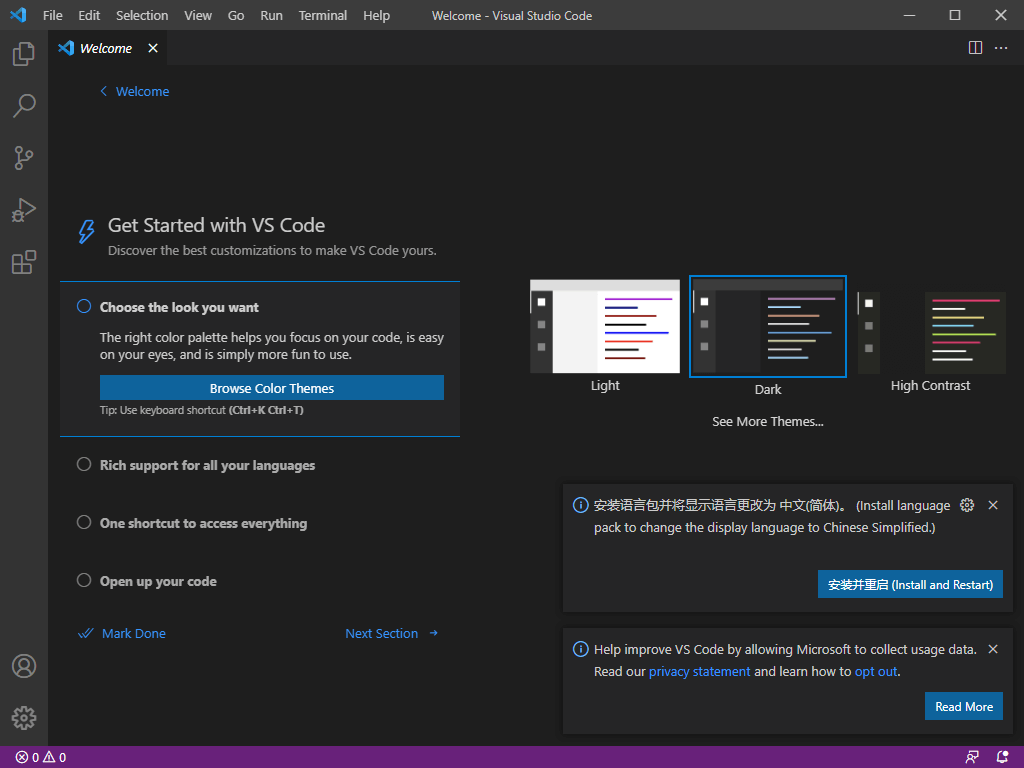 File Edit Selection View Go Run Terminal Help Welcome - Visual Studio Code
Welcome
Welcome
Get Started with VS Code
Discover the best customizations to make VS Code yours.
Choose the look you want
The right color palette helps you focus on your code, is easy
on your eyes, and is simply more fun to use.
Browse Color Themes
Tip: Use keyboard shortcut (Ctrl+K Ctrl+T)
Rich support for all your languages
One shortcut to access everything
Open up your code
Mark Done
Next Section
Light
Dark
High Contrast
See More Themes...
安装语言包并将显示语言更改为 中文(简体)。 (Install language
pack to change the display language to Chinese Simplified.)
安装并重启 (Install and Restart)
Help improve VS Code by allowing Microsoft to collect usage data.
Read our privacy statement and learn how to opt out.
Read More
0 0